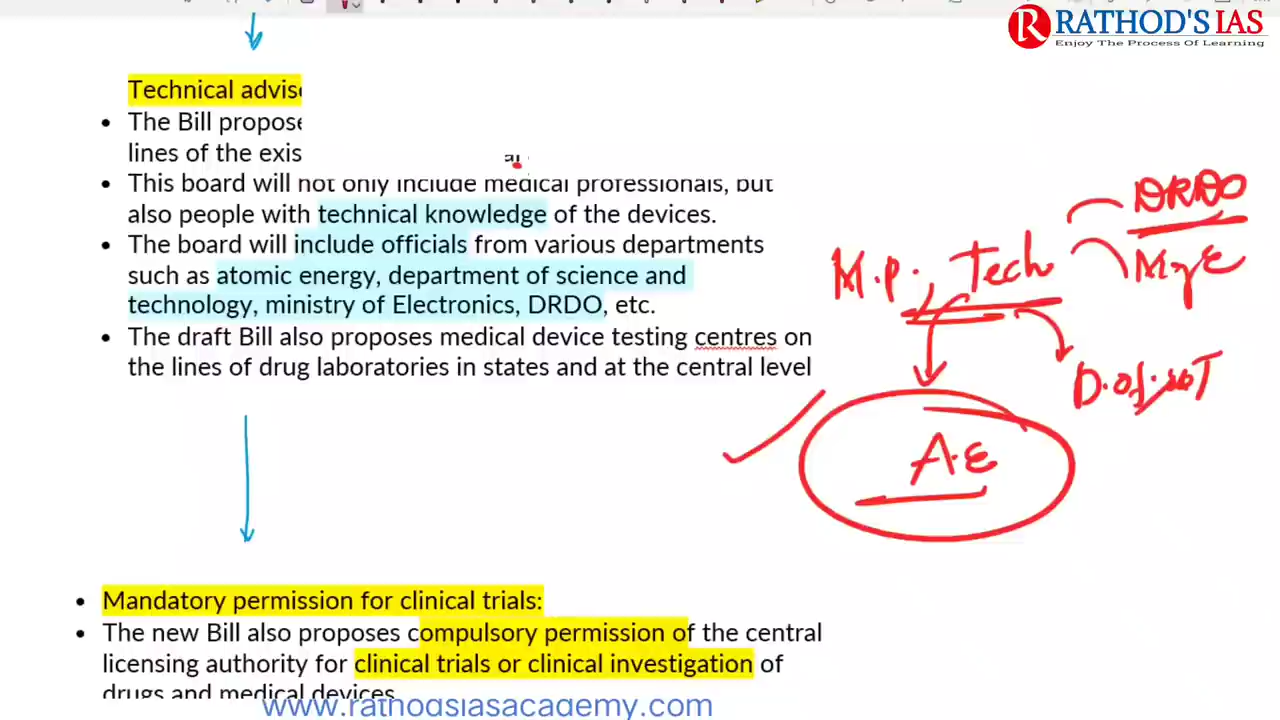 RATHOD'S IAS
Enjoy The Process Of Learning
Technical
• The Bill
lines of the
• This board will not only include medical professionals, but
also people with technical knowledge of the devices.
• The board will include officials from various departments
such as atomic energy, department of science and
technology, ministry of Electronics, DRDO, etc.
• The draft Bill also proposes medical device testing centres on
the lines of drug laboratories in states and at the central level
DRDO
M.P., Tech
M of E
A.E
• Mandatory permission for clinical trials:
• The new Bill also proposes compulsory permission of the central
licensing authority for clinical trials or clinical investigation of
drugs and medical devices.
www.rathodsiasacademy.com